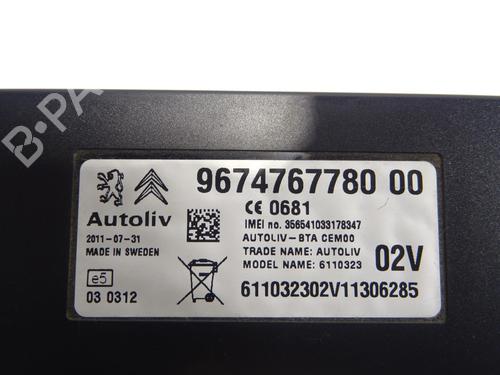 B-PA
9674767780 00
CE 0681
Autoliv
IMEI no. 356541033178347
2011-07-31
AUTOLIV-BTA CEM00
MADE IN SWEDEN
TRADE NAME: AUTOLIV
02V
MODEL NAME: 6110323
e5
03 0312
611032302V11306285